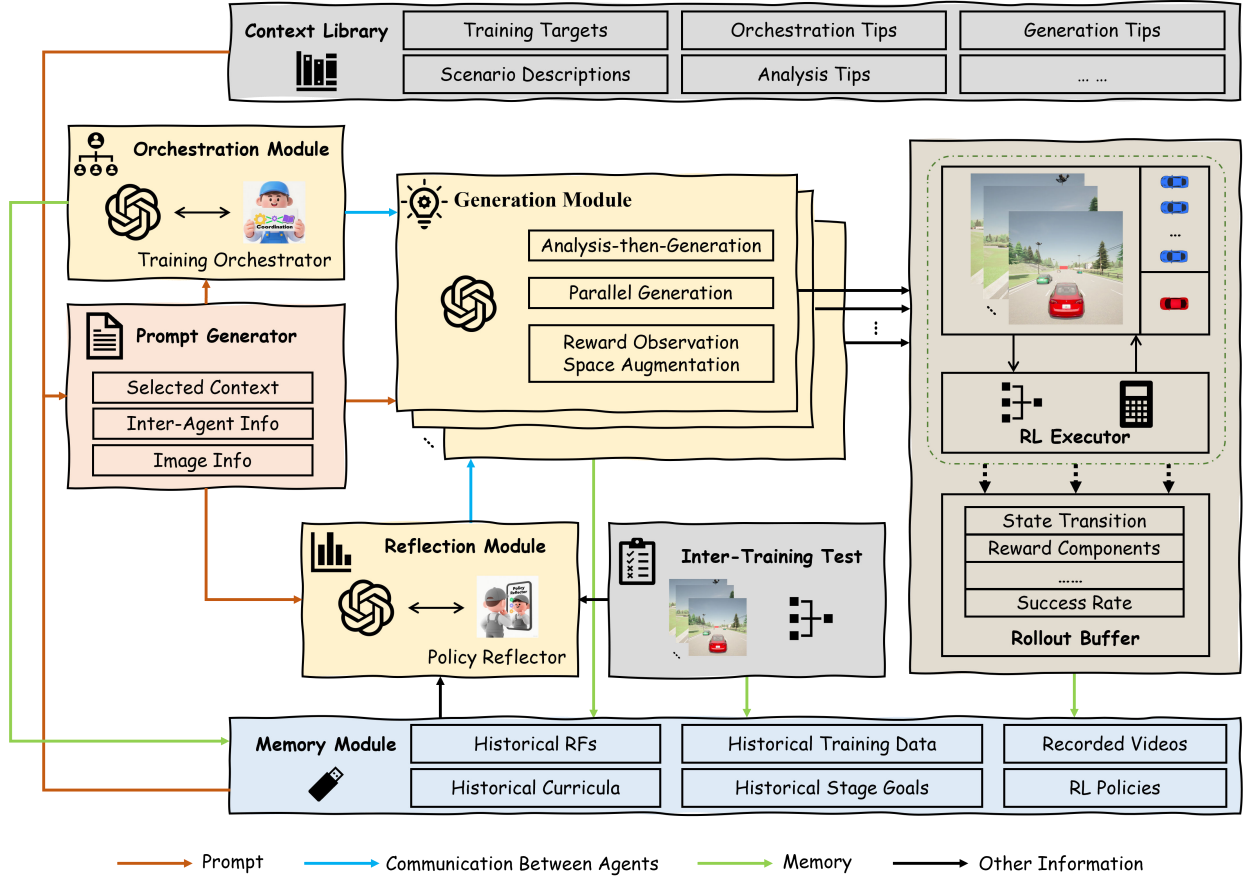 Context Library
Training Targets
Orchestration Tips
Generation Tips
Scenario Descriptions
Analysis Tips
... ...
Orchestration Module
Coordination
Training Orchestrator
Generation Module
Analysis-then-Generation
Parallel Generation
Reward Observation
Space Augmentation
...
Prompt Generator
Selected Context
Inter-Agent Info
Image Info
RL Executor
State Transition
Reward Components
......
Success Rate
Rollout Buffer
Reflection Module
Policy
Reflector
Policy Reflector
Inter-Training Test
Memory Module
Historical RFs
Historical Training Data
Recorded Videos
Historical Curricula
Historical Stage Goals
RL Policies
Prompt
Communication Between Agents
Memory
Other Information